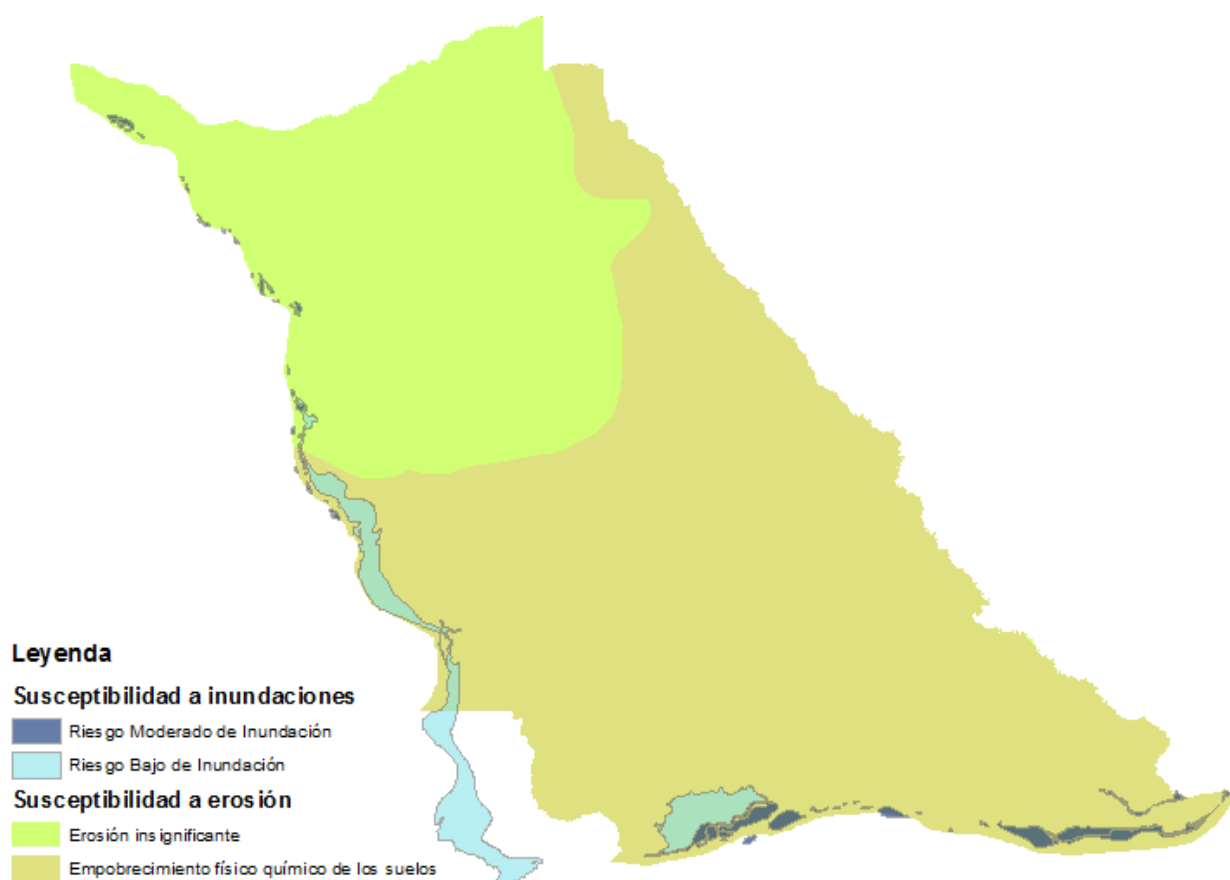 Leyenda
Susceptibilidad a inundaciones
Riesgo Moderado de Inundación
Riesgo Bajo de Inundación
Susceptibilidad a erosión
Erosión insignificante
Empobrecimiento físico químico de los suelos